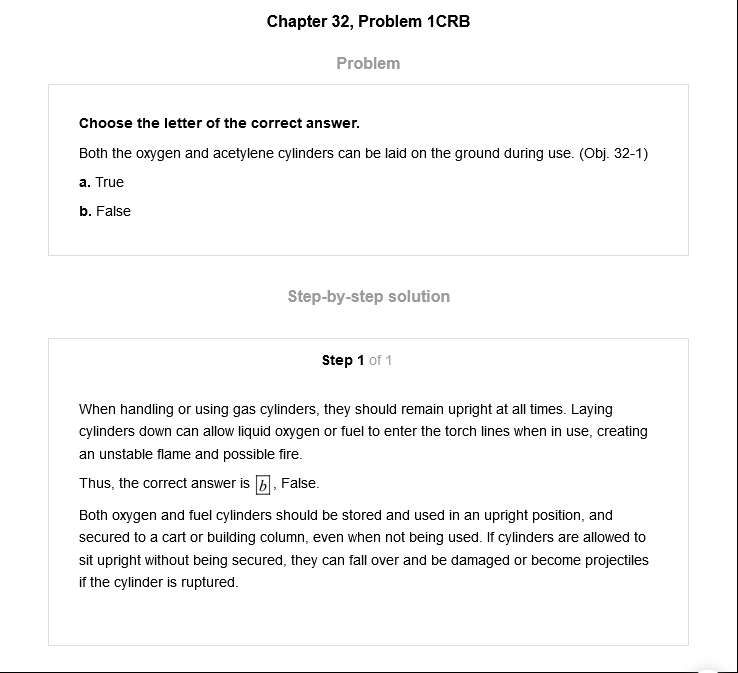 Chapter 32, Problem 1CRB
Problem
Choose the letter of the correct answer.
Both the oxygen and acetylene cylinders can be laid on the ground during use. (Obj. 32-1)
a. True
b. False
Step-by-step solution
Step 1 of 1
When handling or using gas cylinders, they should remain upright at all times. Laying
cylinders down can allow liquid oxygen or fuel to enter the torch lines when in use, creating
an unstable flame and possible fire.
Thus, the correct answer is b, False.
Both oxygen and fuel cylinders should be stored and used in an upright position, and
secured to a cart or building column, even when not being used. If cylinders are allowed to
sit upright without being secured, they can fall over and be damaged or become projectiles
if the cylinder is ruptured.